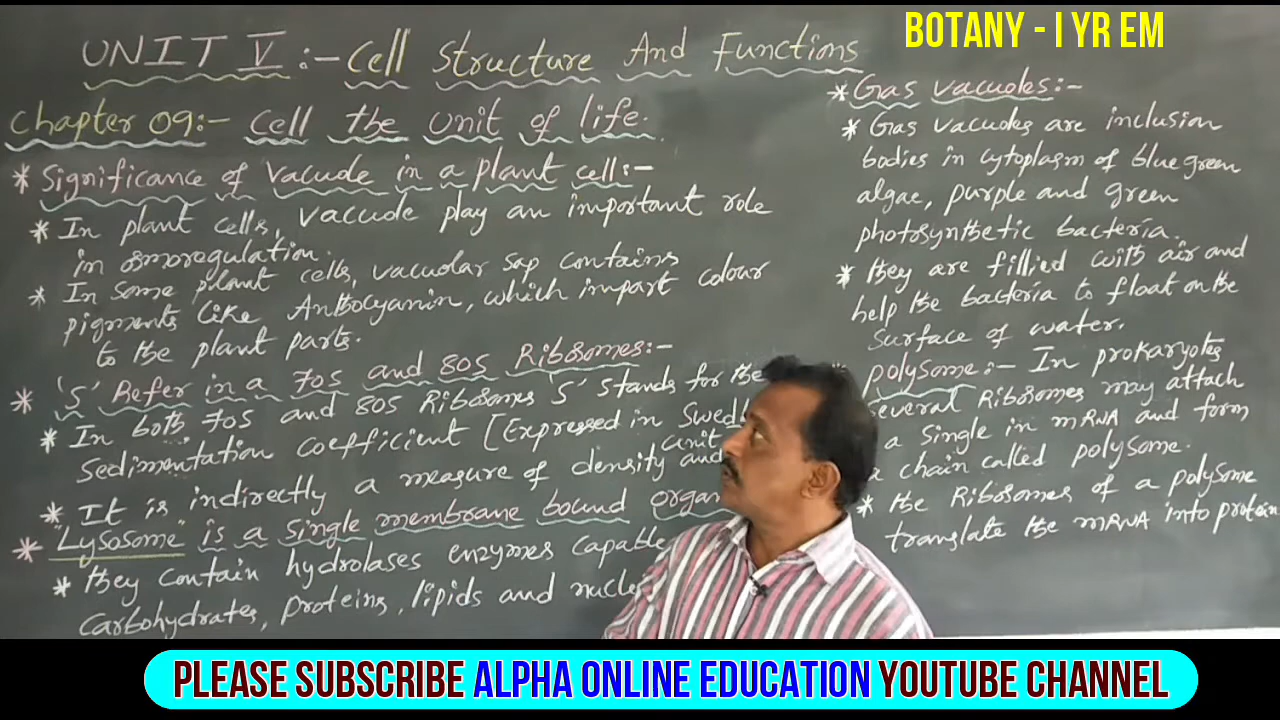 BOTANY - I YR EM
UNIT V :- Cell Structure And Functions
Chapter 09:- Cell the Unit of life.
* Significance of Vacuole in a plant cell:-
* In plant cells, vacuole play an important role
in osmoregulation.
* In some plant cells, vacuolar sap contains
pigments like Anthocyanin, which impart colour
to the plant parts.
* 'S' Refer in a 70S and 80S Ribosomes:-
* In both 70S and 80S Ribosomes 'S' stands for the
sedimentation coefficient [Expressed in Swed
unit
* It is indirectly a measure of density and
* "Lysosome" is a single membrane bound organ
* they contain hydrolases enzymes capable
Carbohydrates, proteins, lipids and nucle
* Gas vacuoles:-
* Gas vacuoles are inclusion
bodies in cytoplasm of blue green
algae, purple and green
photosynthetic bacteria.
* they are fillied with air and
help the bacteria to float on the
surface of water.
polysome:- In prokaryotes
several Ribosomes may attach
a single in mRNA and form
a chain called polysome.
* the Ribosomes of a polysome
translate the mRNA into protein
PLEASE SUBSCRIBE ALPHA ONLINE EDUCATION YOUTUBE CHANNEL